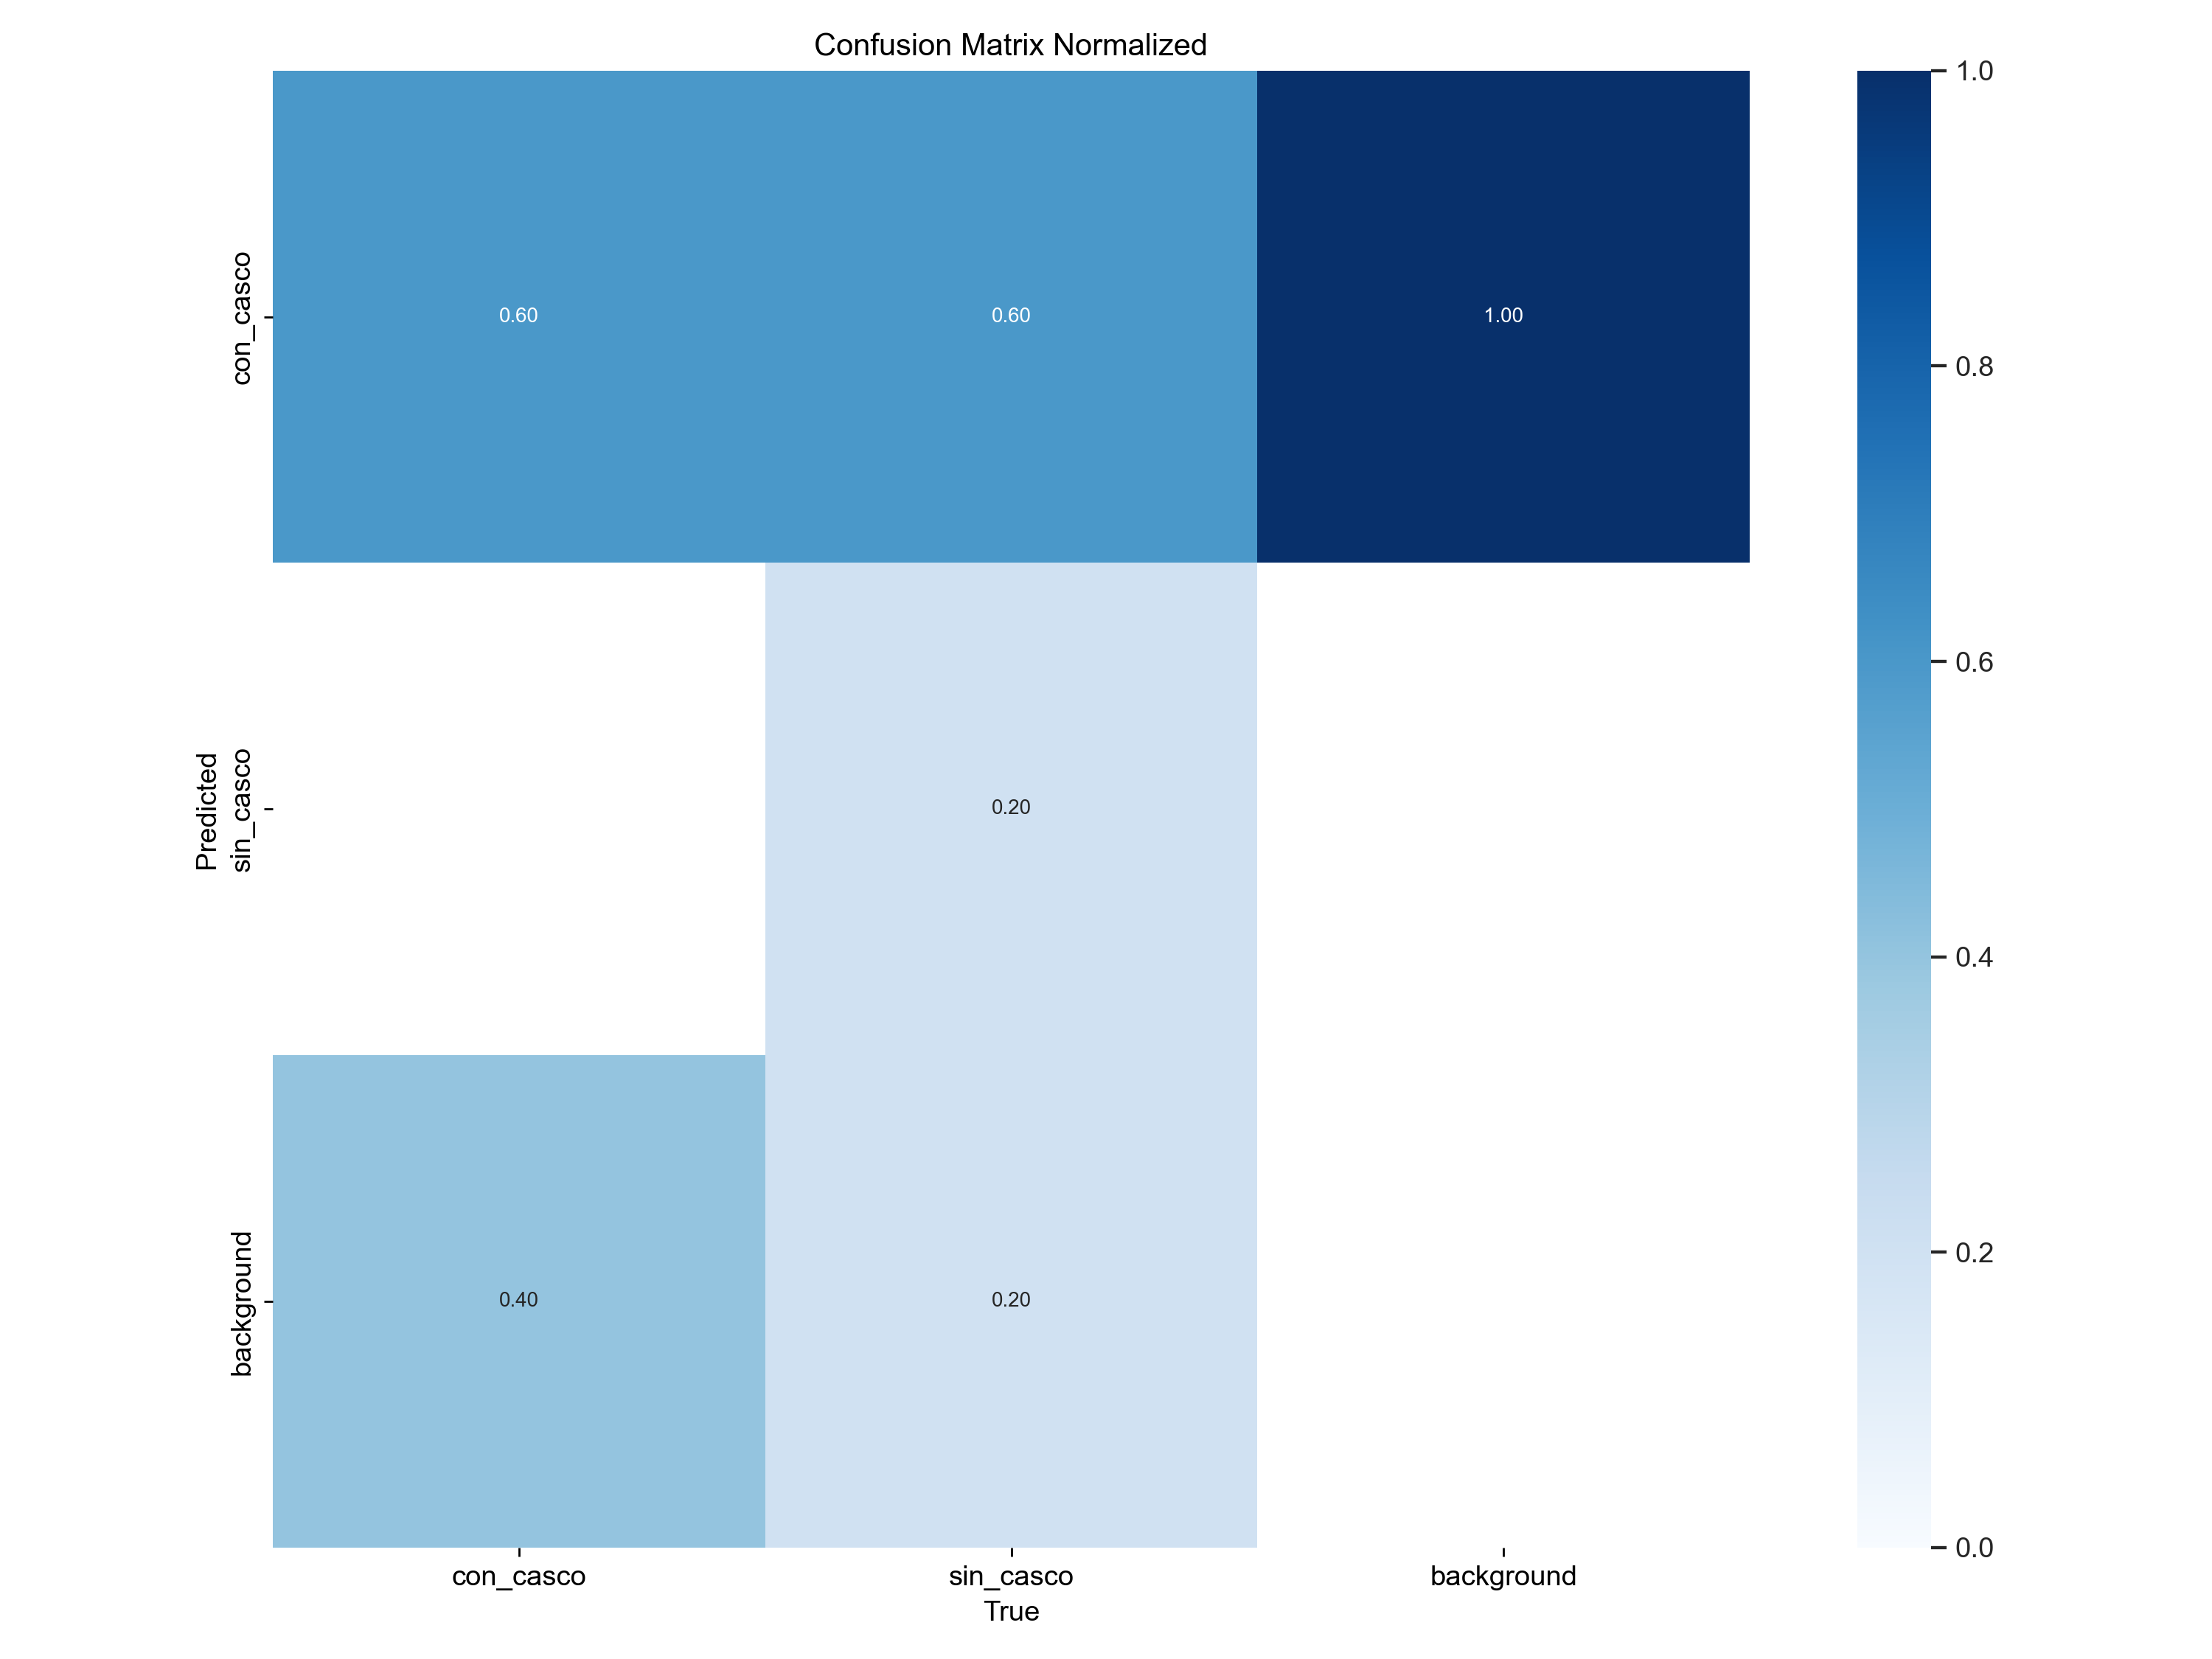 Confusion Matrix Normalized
con_casco
0.60
0.60
1.00
1.0
0.8
0.6
0.4
0.2
0.0
Predicted
sin_casco
0.20
background
0.40
0.20
con_casco
sin_casco
background
True